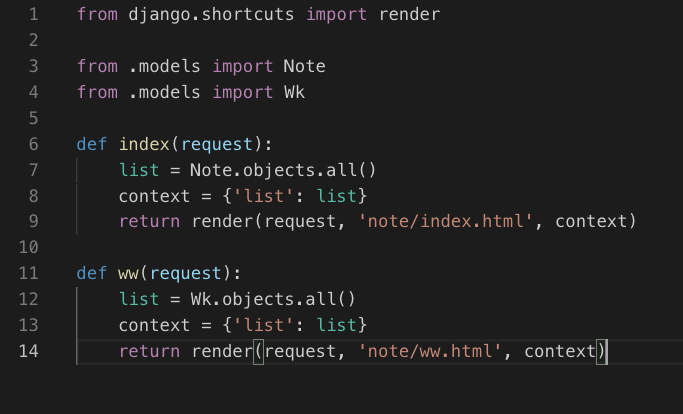 1 from django.shortcuts import render
2
3 from .models import Note
4 from .models import Wk
5
6 def index(request):
7     list = Note.objects.all()
8     context = {'list': list}
9     return render(request, 'note/index.html', context)
10
11 def ww(request):
12     list = Wk.objects.all()
13     context = {'list': list}
14     return render(request, 'note/ww.html', context)